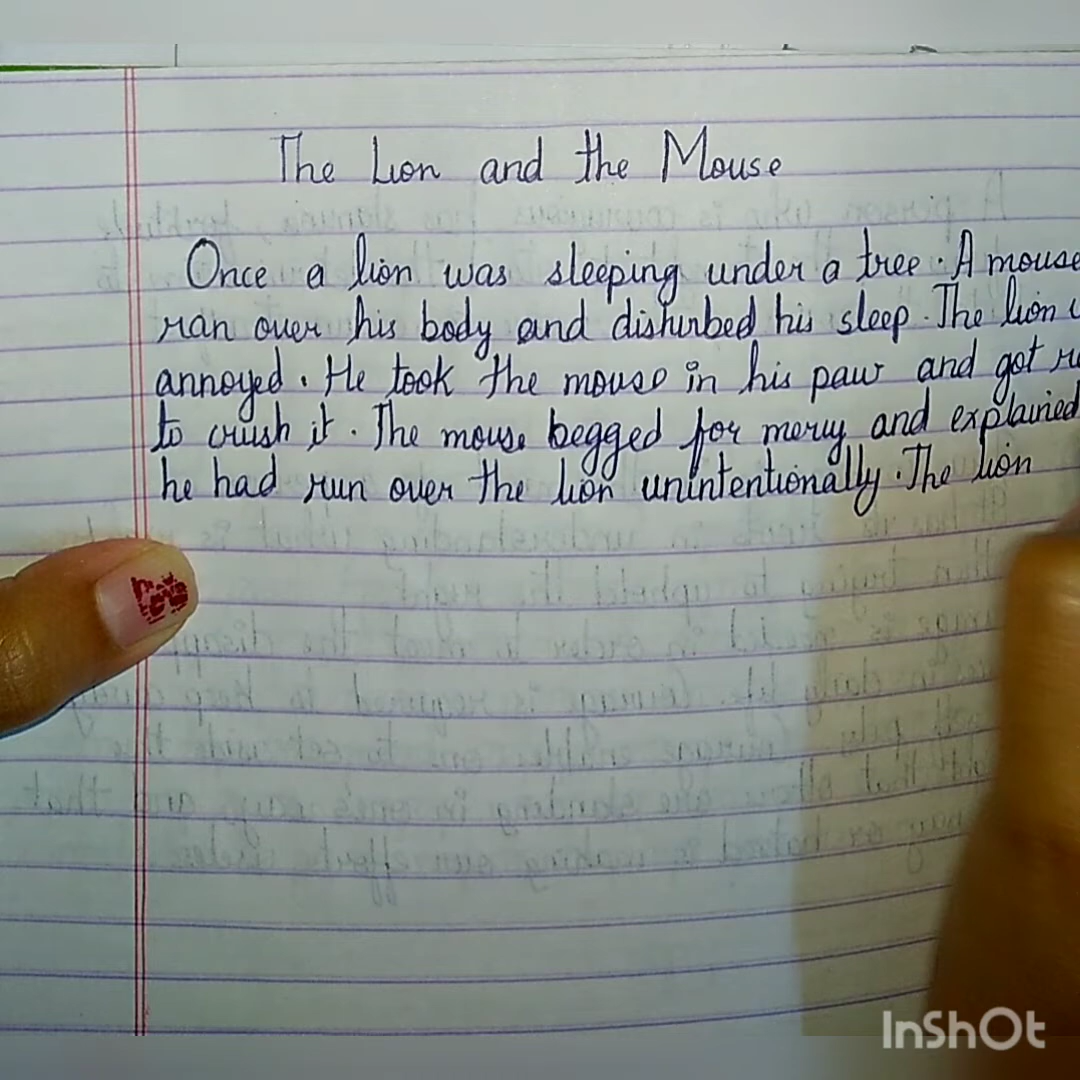 The Lion and the Mouse
Once a lion was sleeping under a tree. A mouse
ran over his body and disturbed his sleep. The lion
annoyed. He took the mouse in his paw and got
to crush it. The mouse begged for mercy and explained
he had run over the lion unintentionally. The lion
InShOt